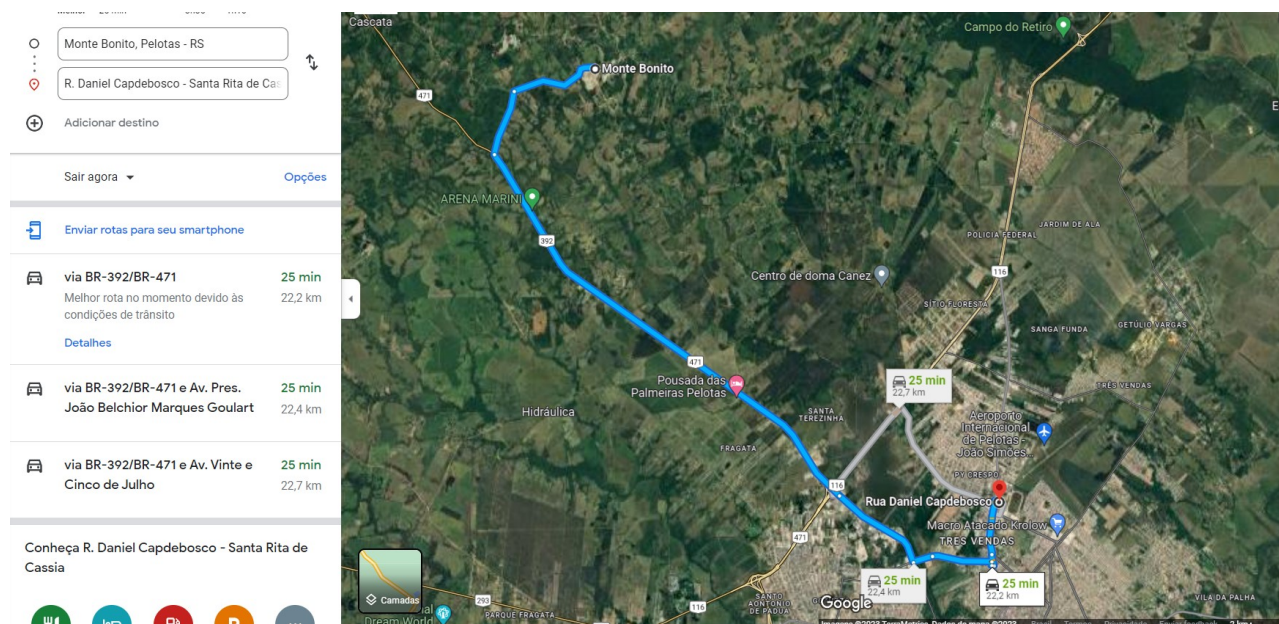 Monte Bonito, Pelotas - RS
R. Daniel Capdebosco - Santa Rita de Cas
Adicionar destino
Sair agora
Opções
Enviar rotas para seu smartphone
via BR-392/BR-471
25 min
Melhor rota no momento devido às
22,2 km
condições de trânsito
Detalhes
via BR-392/BR-471 e Av. Pres.
25 min
João Belchior Marques Goulart
22,4 km
via BR-392/BR-471 e Av. Vinte e
25 min
Cinco de Julho
22,7 km
Conheça R. Daniel Capdebosco - Santa Rita de
Cassia
Cascata
Campo do Retiro
Monte Bonito
471
ARENA MARINI
JARDIM DE ALA
POLICIA FEDERAL
392
116
Centro de doma Canez
SÍTIO FLORESTA
GETÚLIO VARGAS
SANGA FUNDA
471
Pousada das
Palmeiras Pelotas
25 min
22,7 km
TRÊS VENDAS
Hidráulica
SANTA
TEREZINHA
Aeroporto
Internacional
de Pelotas -
João Simões...
FRAGATA
PY CRESPO
116
Rua Daniel Capdebosco
Macro Atacado Krolow
TRES VENDAS
471
25 min
22,4 km
25 min
22,2 km
Camadas
Google
293
116
SANTO
ANTONIO
DE PADUA
VILA DA PALHA
PARQUE FRAGATA
Dream World